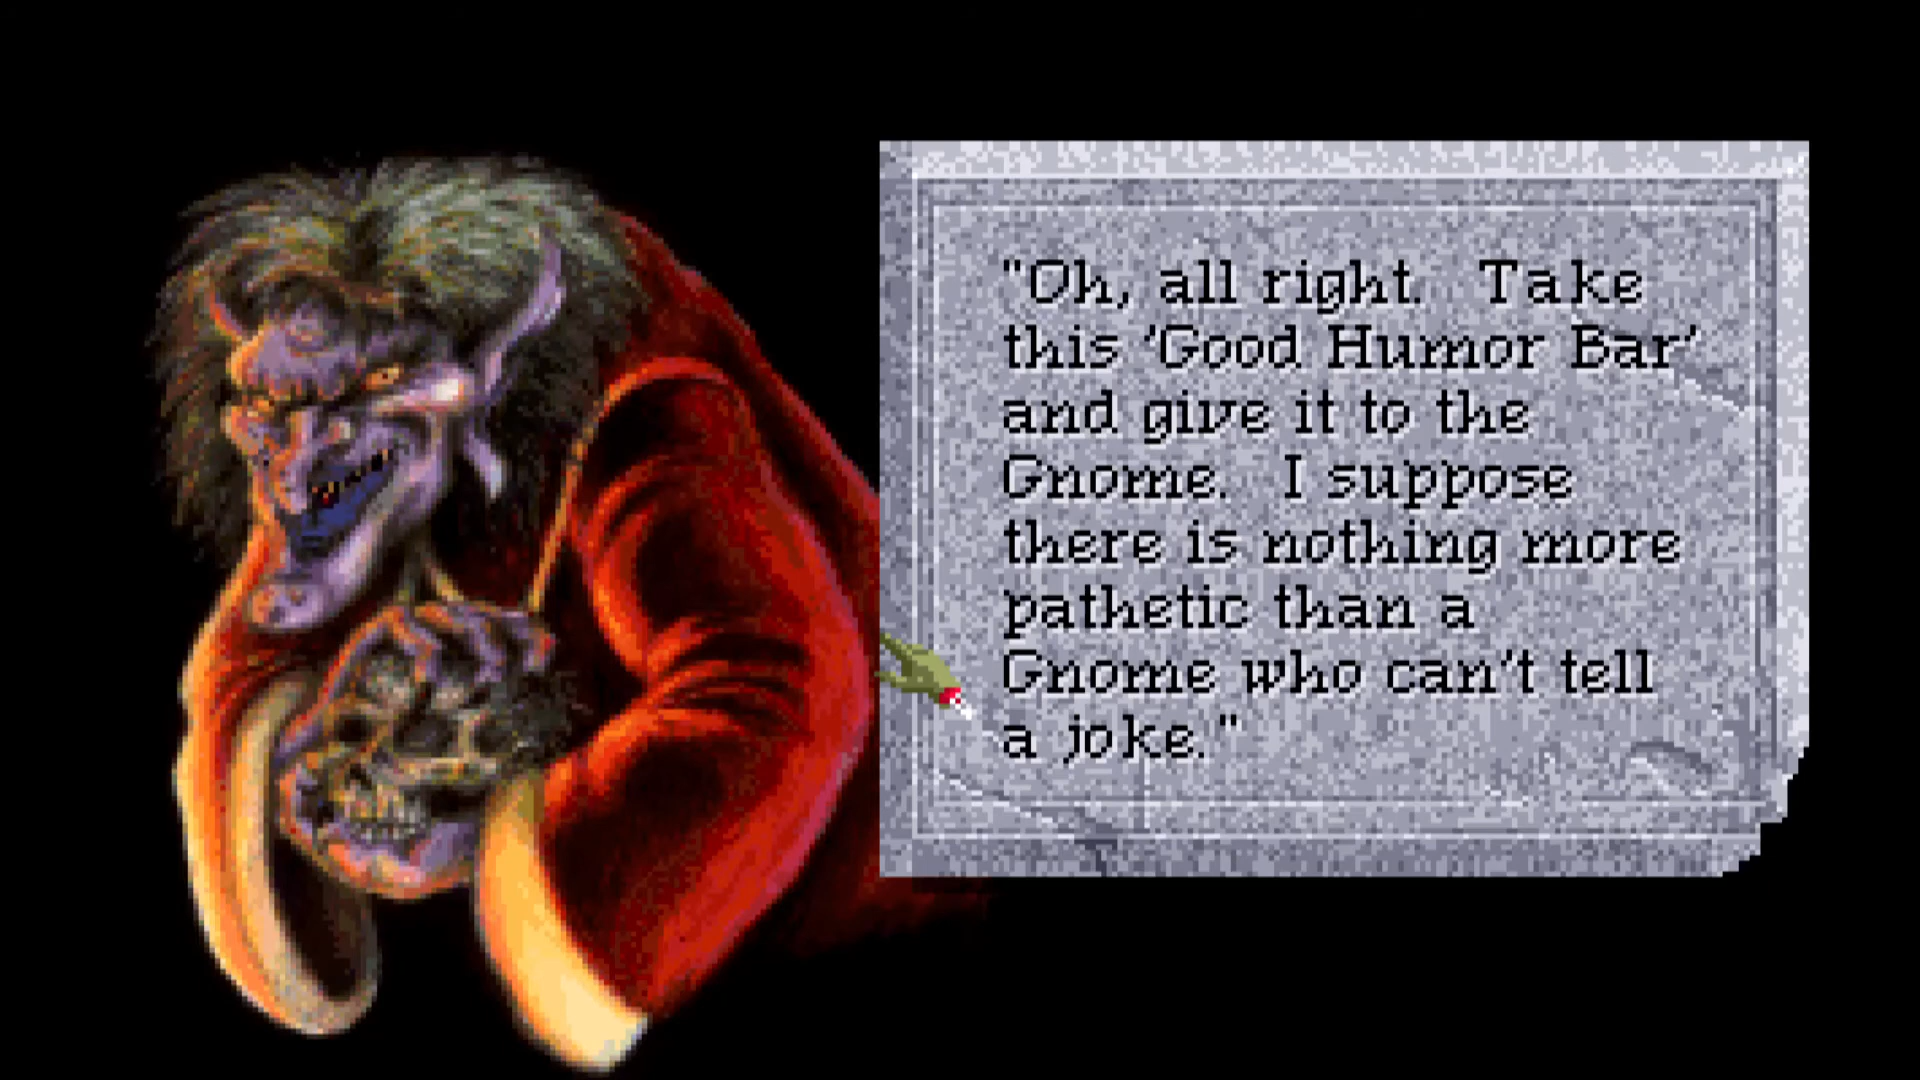 "Oh, all right.  Take
this 'Good Humor Bar'
and give it to the
Gnome.  I suppose
there is nothing more
pathetic than a
Gnome who can't tell
a joke."